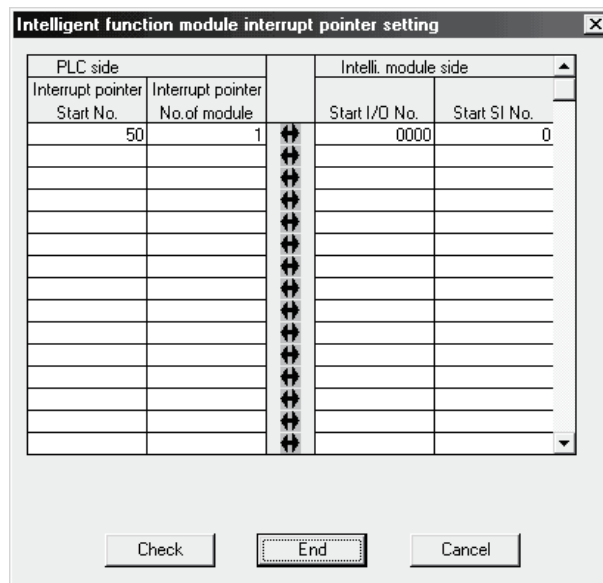 Intelligent function module interrupt pointer setting
PLC side Intelli. module side
Interrupt pointer Interrupt pointer
Start No. No.of module Start I/O No. Start SI No.
50 1 0000 0
Check End Cancel